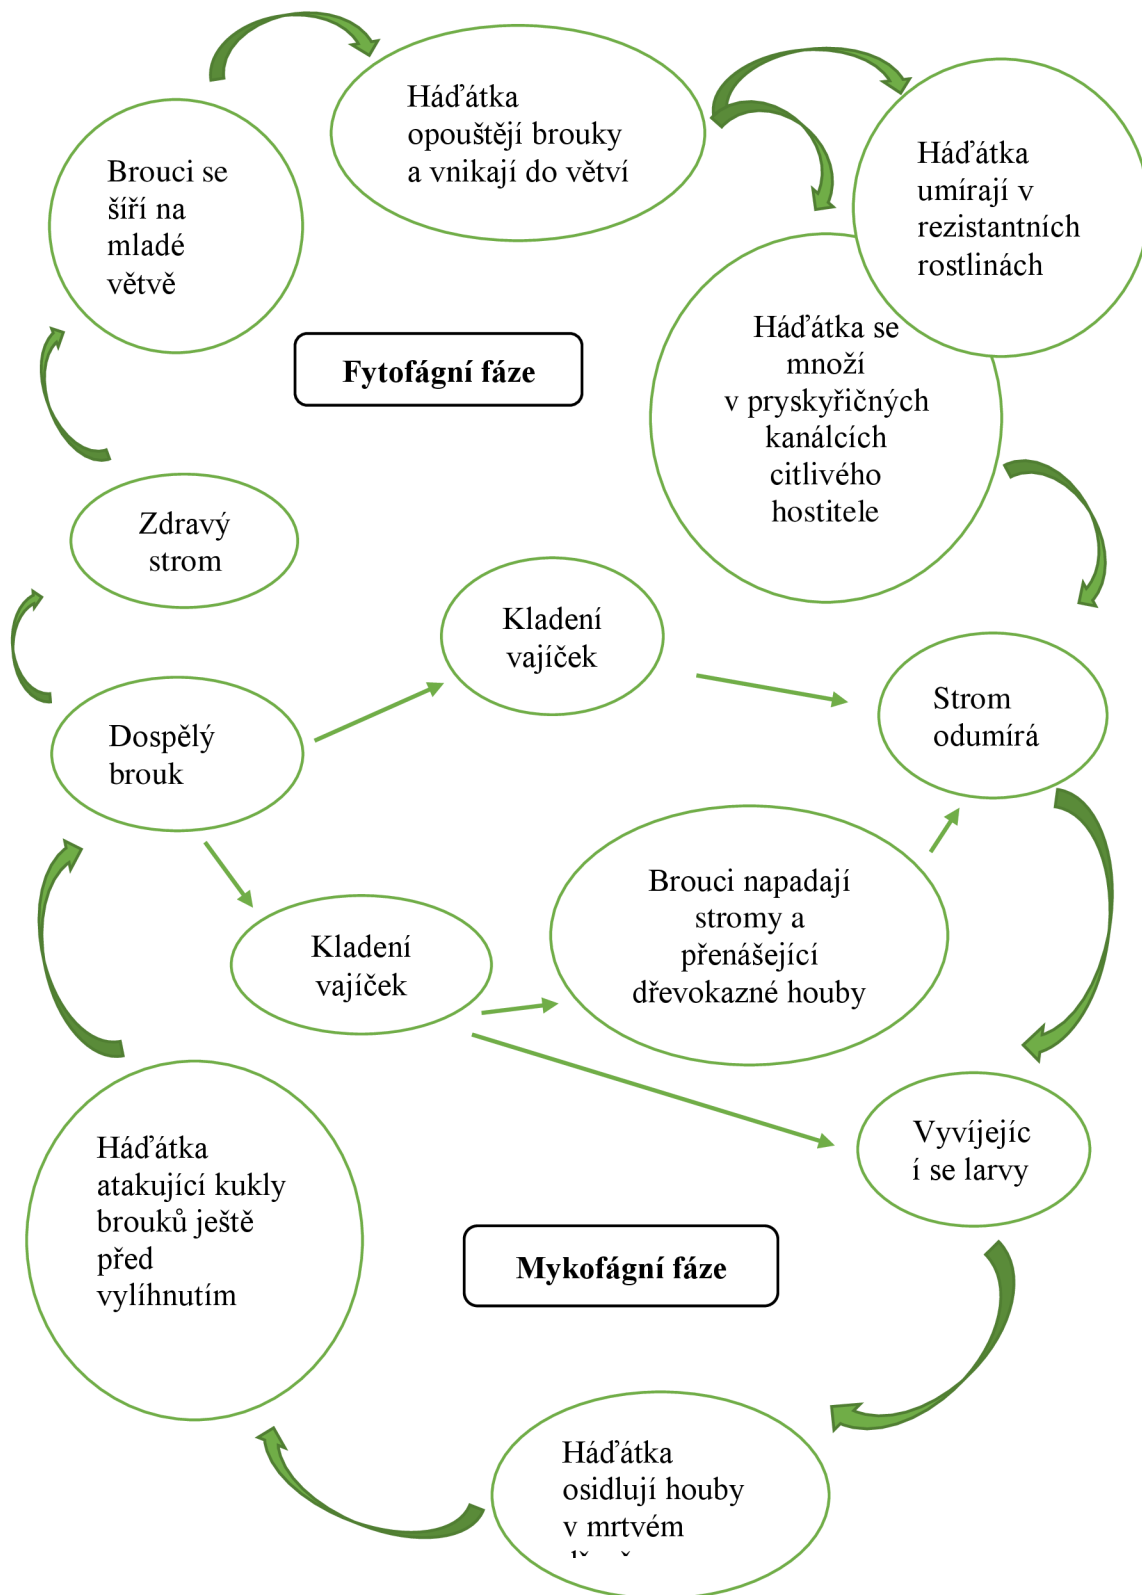 Háďátka
opouštějí brouky
a vnikají do větví
Brouci se
šíří na
mladé
větvě
Háďátka
umírají v
rezistantních
rostlinách
Háďátka se
množí
v pryskyřičných
kanálcích
citlivého
hostitele
Fytofágní fáze
Zdravý
strom
Kladení
vajíček
Strom
odumírá
Dospělý
brouk
Brouci napadají
stromy a
přenášející
dřevokazné houby
Kladení
vajíček
Vyvíjejíc
í se larvy
Háďátka
atakující kukly
brouků ještě
před
vylíhnutím
Mykofágní fáze
Háďátka
osidlují houby
v mrtvém